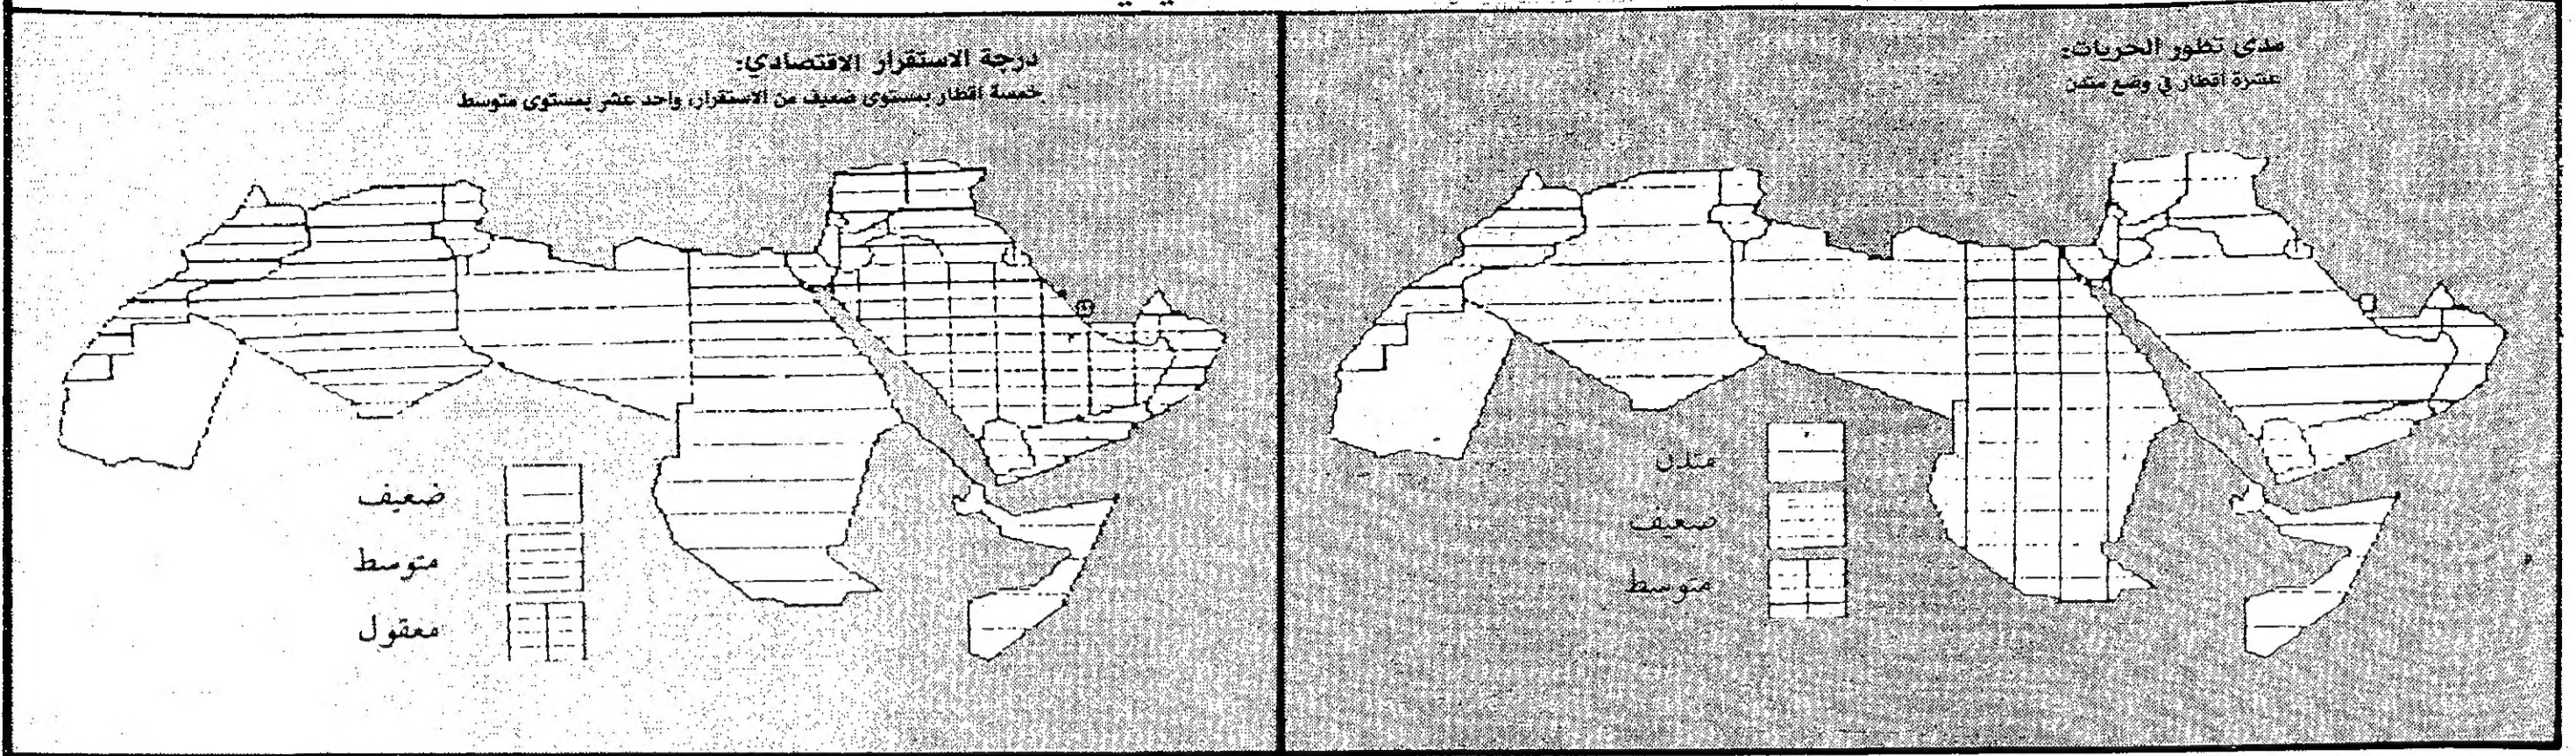 مدى تطور الحريات:
عشرة أقطار في وضع متدن
متدن
ضعيف
متوسط
درجة الاستقرار الاقتصادي:
خمسة أقطار بمستوى ضعيف من الاستقرار، واحد عشر بمستوى متوسط
ضعيف
متوسط
معقول